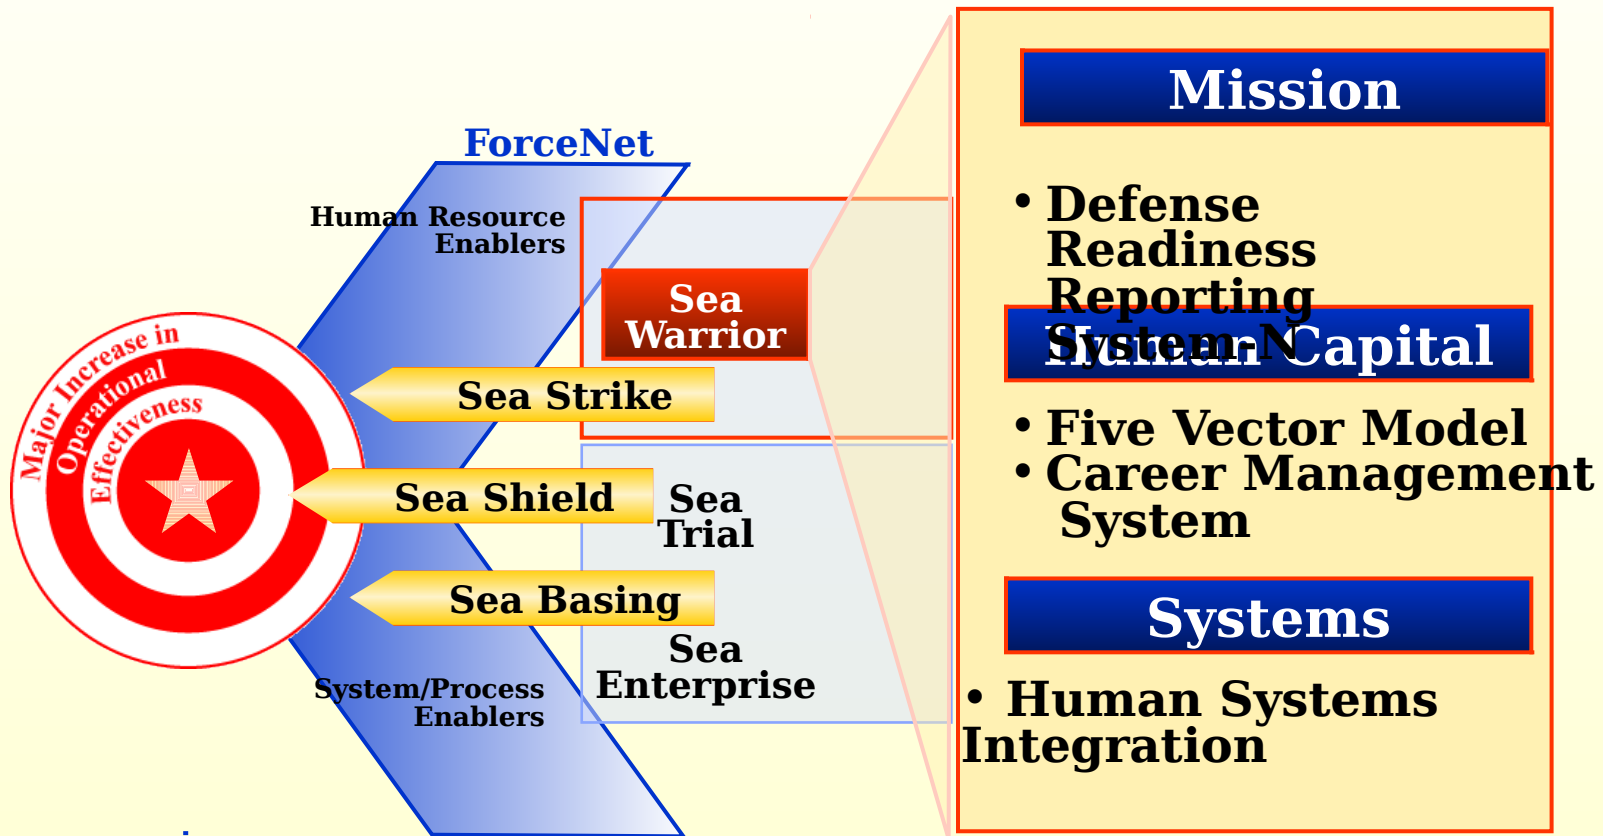 ForceNet
Human Resource
Enablers
Sea
Warrior
Major Increase in
Operational
Effectiveness
Sea Strike
Sea Shield
Sea
Trial
Sea Basing
Sea
Enterprise
System/Process
Enablers
Mission
• Defense
Readiness
Reporting
System-N
Human Capital
• Five Vector Model
• Career Management
System
Systems
• Human Systems
Integration